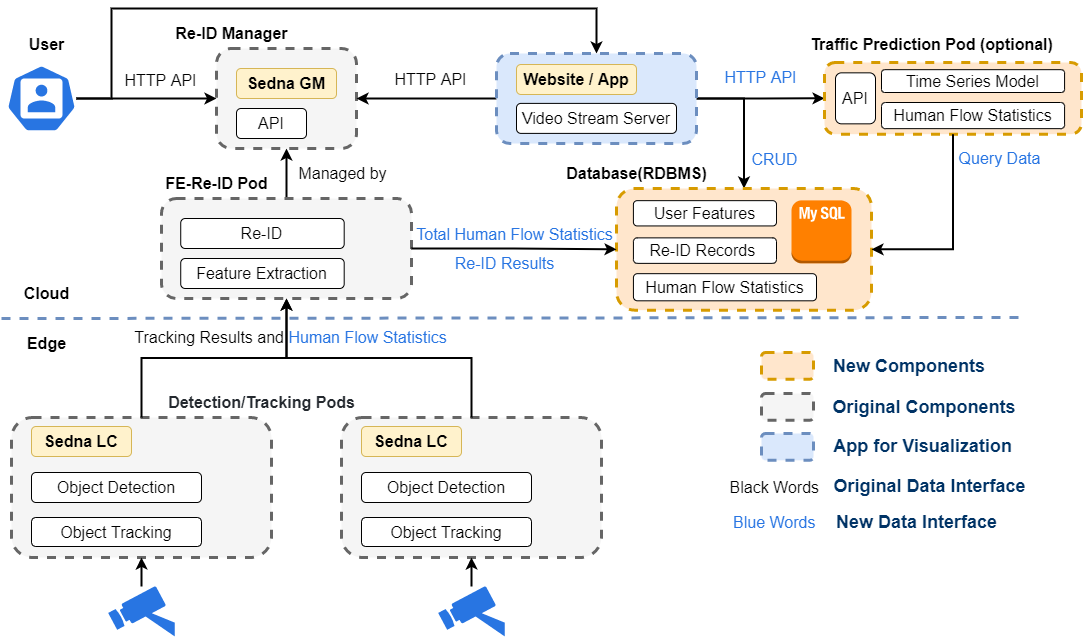 User
Re-ID Manager
Traffic Prediction Pod (optional)
HTTP API
Sedna GM
API
HTTP API
Website / App
Video Stream Server
HTTP API
API
Time Series Model
Human Flow Statistics
Managed by
CRUD
Query Data
FE-Re-ID Pod
Database(RDBMS)
Re-ID
Feature Extraction
Total Human Flow Statistics
Re-ID Results
User Features
Re-ID Records
Human Flow Statistics
My SQL
Cloud
Edge
Tracking Results and Human Flow Statistics
Detection/Tracking Pods
Sedna LC
Object Detection
Object Tracking
Sedna LC
Object Detection
Object Tracking
New Components
Original Components
App for Visualization
Black Words Original Data Interface
Blue Words New Data Interface